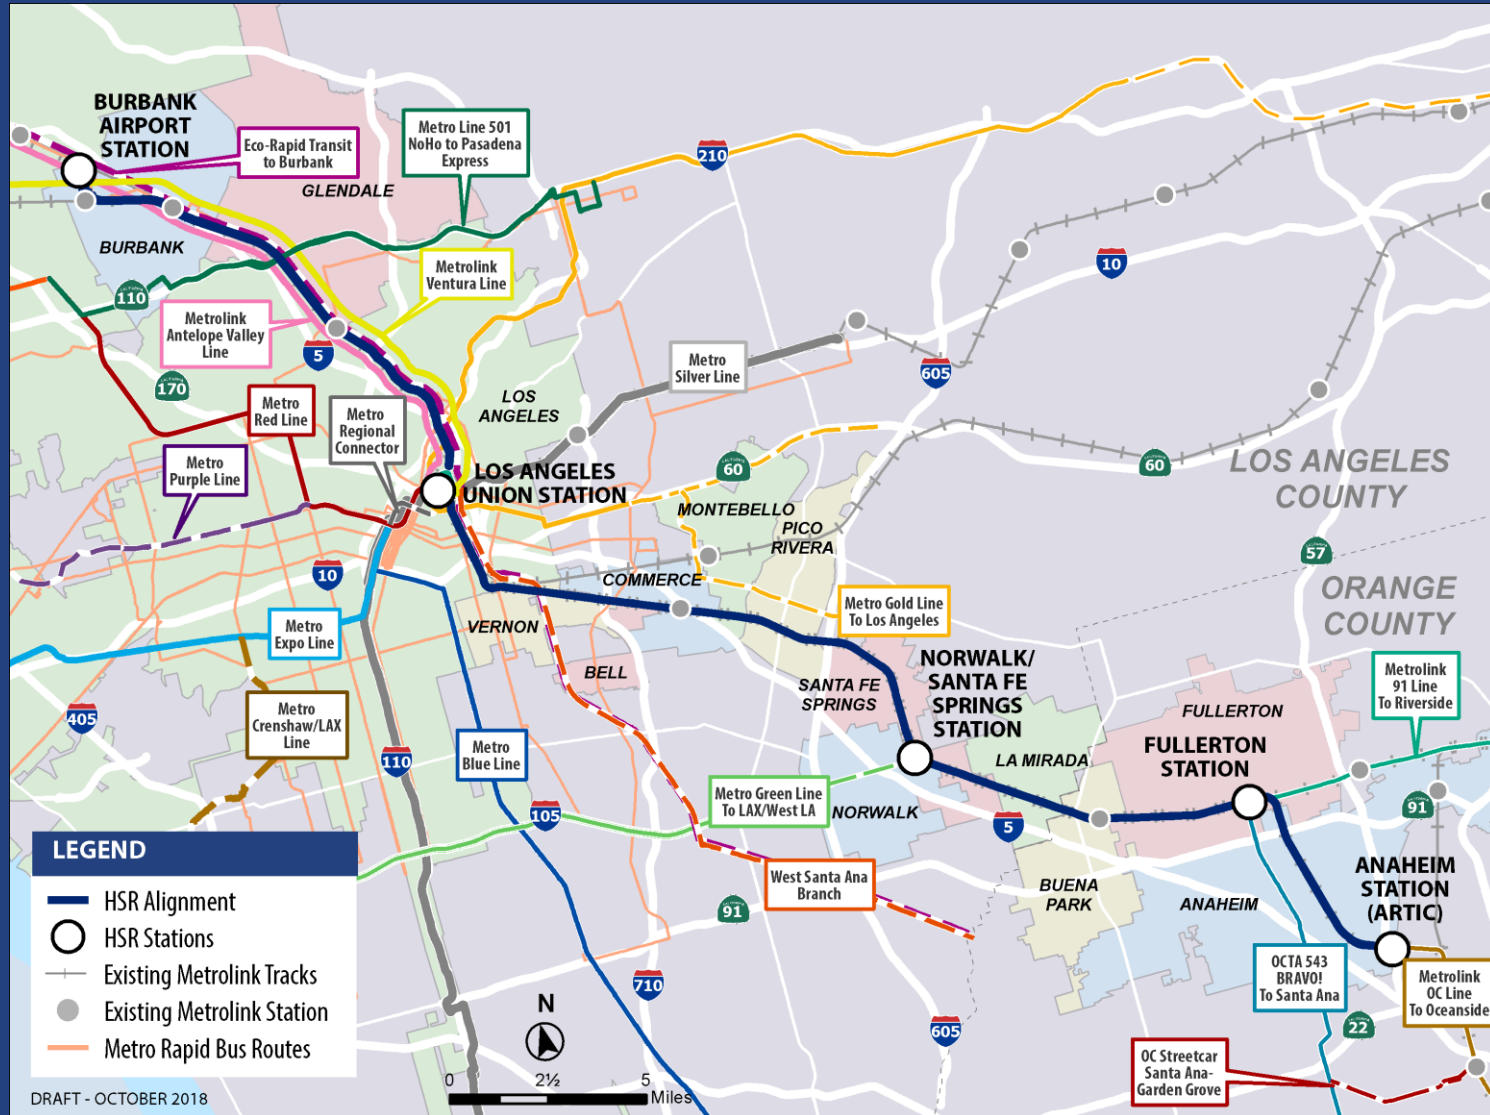 BURBANK
AIRPORT
STATION
Eco-Rapid Transit
to Burbank
Metro Line 501
NoHo to Pasadena
Express
GLENDALE
210
BURBANK
Metrolink
Ventura Line
10
CALIFORNIA
110
Metrolink
Antelope Valley
Line
5
Metro
Silver Line
605
CALIFORNIA
170
Metro
Red Line
Metro
Regional
Connector
LOS
ANGELES
Metro
Purple Line
LOS ANGELES
UNION STATION
CALIFORNIA
60
CALIFORNIA
60
LOS ANGELES
COUNTY
MONTEBELLO
PICO
RIVERA
CALIFORNIA
57
10
COMMERCE
ORANGE
COUNTY
Metro
Expo Line
VERNON
Metro Gold Line
To Los Angeles
BELL
NORWALK/
SANTA FE
SPRINGS
STATION
SANTA FE
SPRINGS
Metrolink
91 Line
To Riverside
405
Metro
Crenshaw/LAX
Line
FULLERTON
110
Metro
Blue Line
LA MIRADA
FULLERTON
STATION
Metro Green Line
To LAX/West LA
NORWALK
105
5
CALIFORNIA
91
West Santa Ana
Branch
BUENA
PARK
ANAHEIM
ANAHEIM
STATION
(ARTIC)
CALIFORNIA
91
OCTA 543
BRAVO!
To Santa Ana
Metrolink
OC Line
To Oceanside
710
605
CALIFORNIA
22
OC Streetcar
Santa Ana-
Garden Grove
LEGEND
HSR Alignment
HSR Stations
Existing Metrolink Tracks
Existing Metrolink Station
Metro Rapid Bus Routes
N
0 2½ 5
Miles
DRAFT - OCTOBER 2018